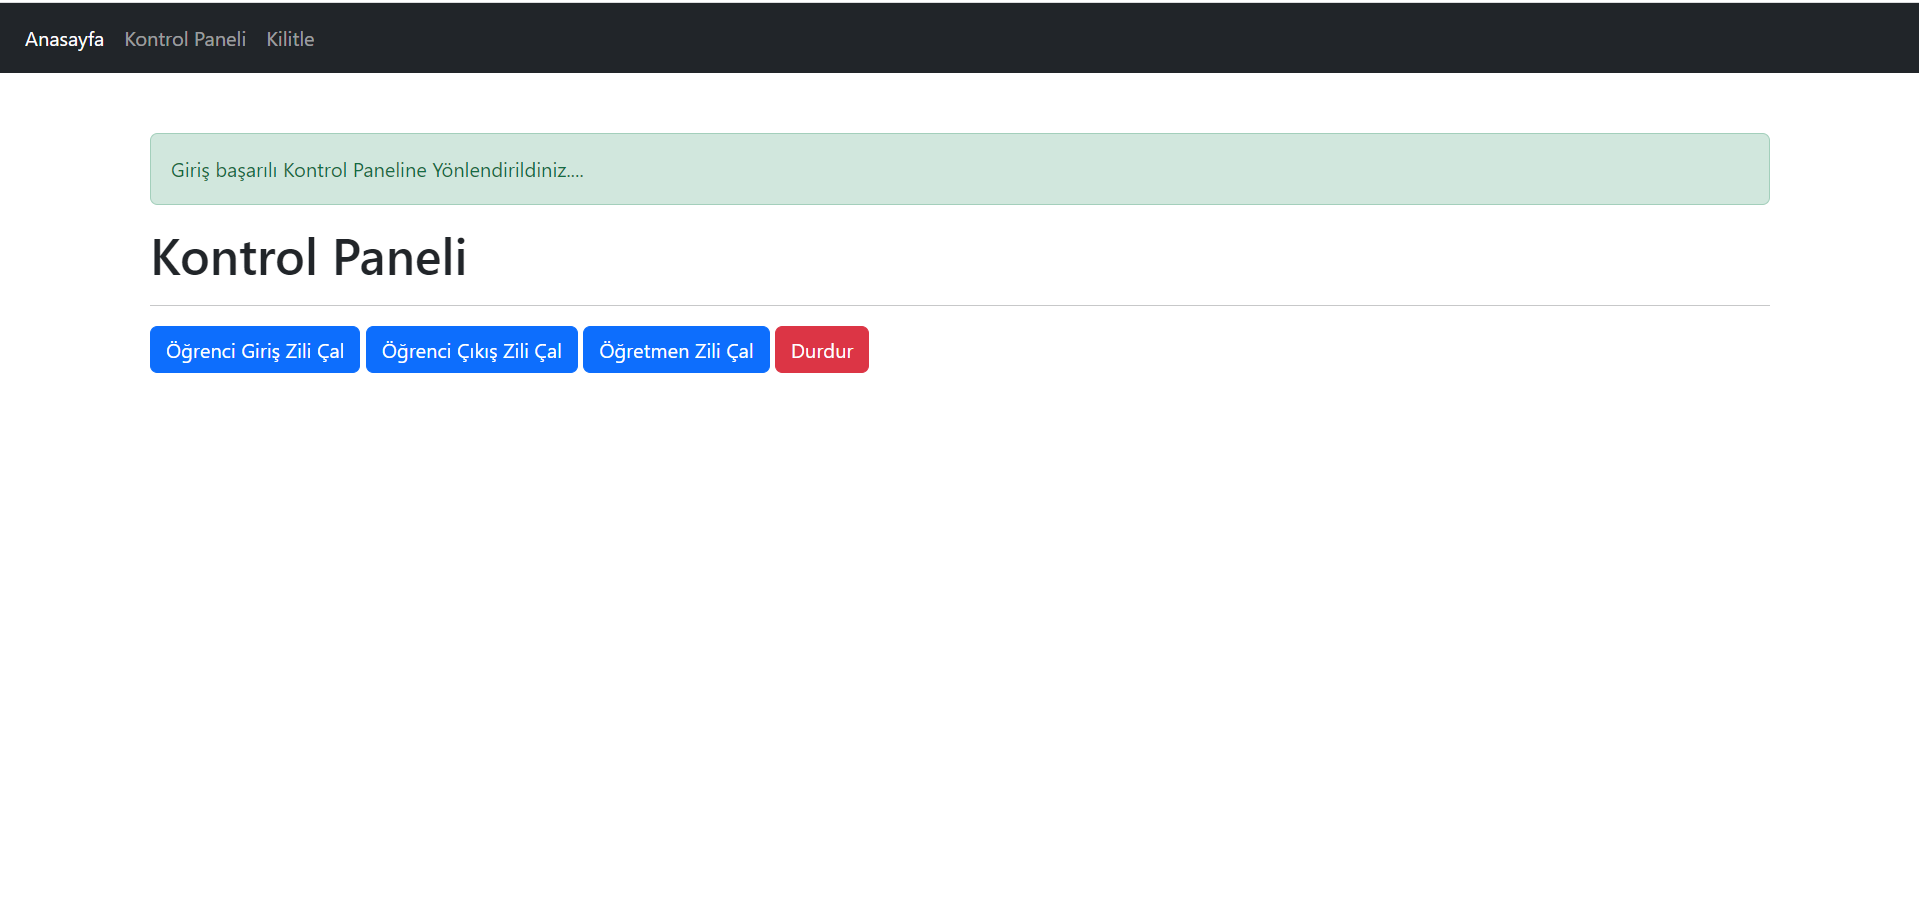 Anasayfa Kontrol Paneli Kilitle
Giriş başarılı Kontrol Paneline Yönlendirildiniz....
Kontrol Paneli
Öğrenci Giriş Zili Çal Öğrenci Çıkış Zili Çal Öğretmen Zili Çal Durdur